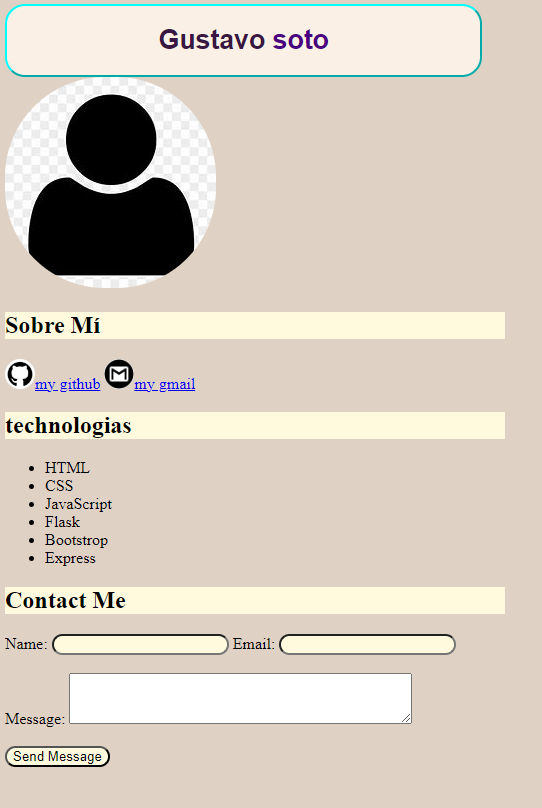 Gustavo soto
Sobre Mí
my github my gmail
technologias
HTML
CSS
JavaScript
Flask
Bootstrop
Express
Contact Me
Name: Email:
Message:
Send Message